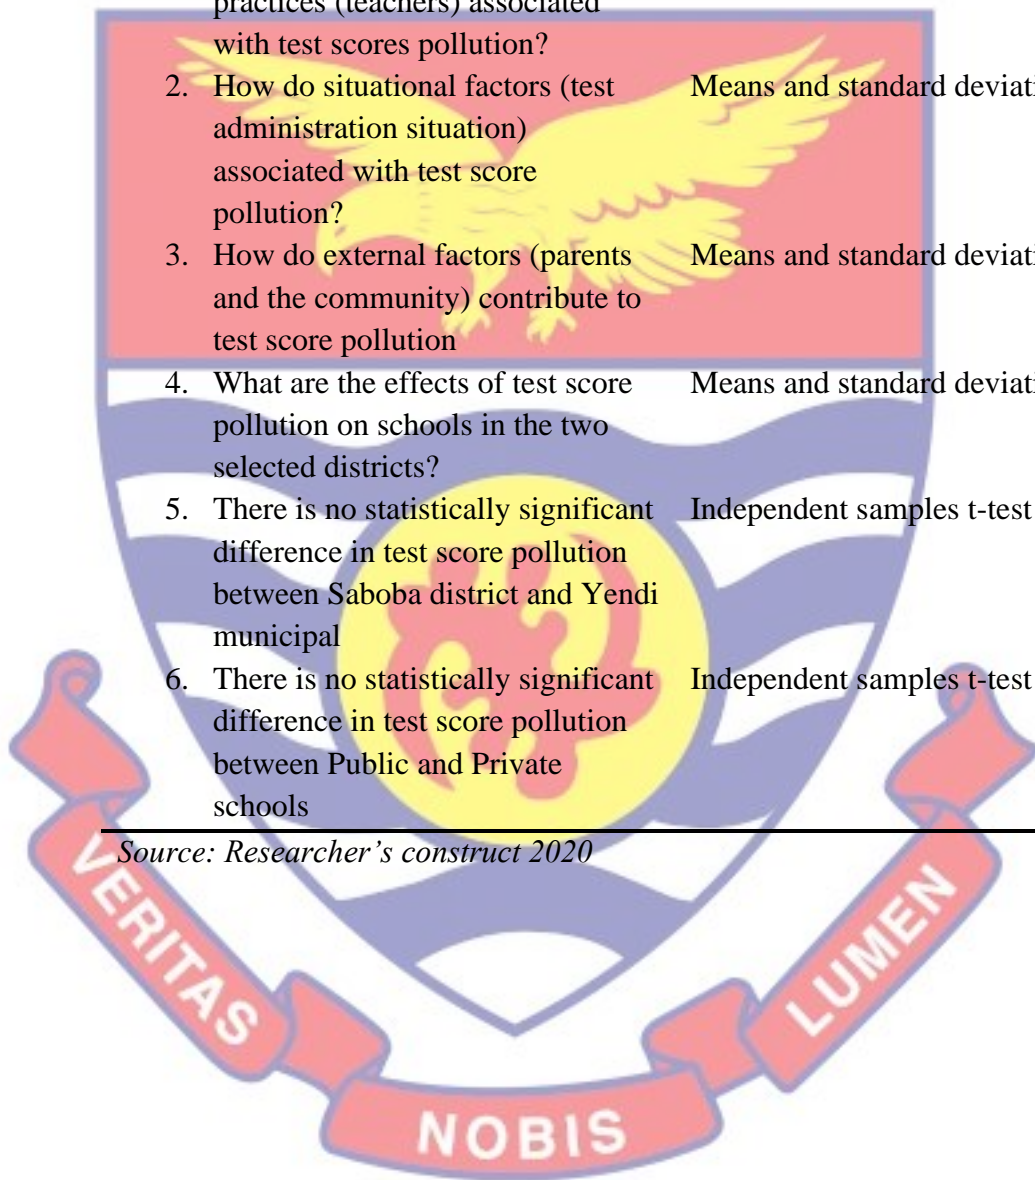 practices (teachers) associated
with test scores pollution?
2. How do situational factors (test Means and standard deviati
administration situation)
associated with test score
pollution?
3. How do external factors (parents Means and standard deviati
and the community) contribute to
test score pollution
4. What are the effects of test score Means and standard deviati
pollution on schools in the two
selected districts?
5. There is no statistically significant Independent samples t-test
difference in test score pollution
between Saboba district and Yendi
municipal
6. There is no statistically significant Independent samples t-test
difference in test score pollution
between Public and Private
schools
Source: Researcher's construct 2020
VERITAS
NOBIS
LUMEN